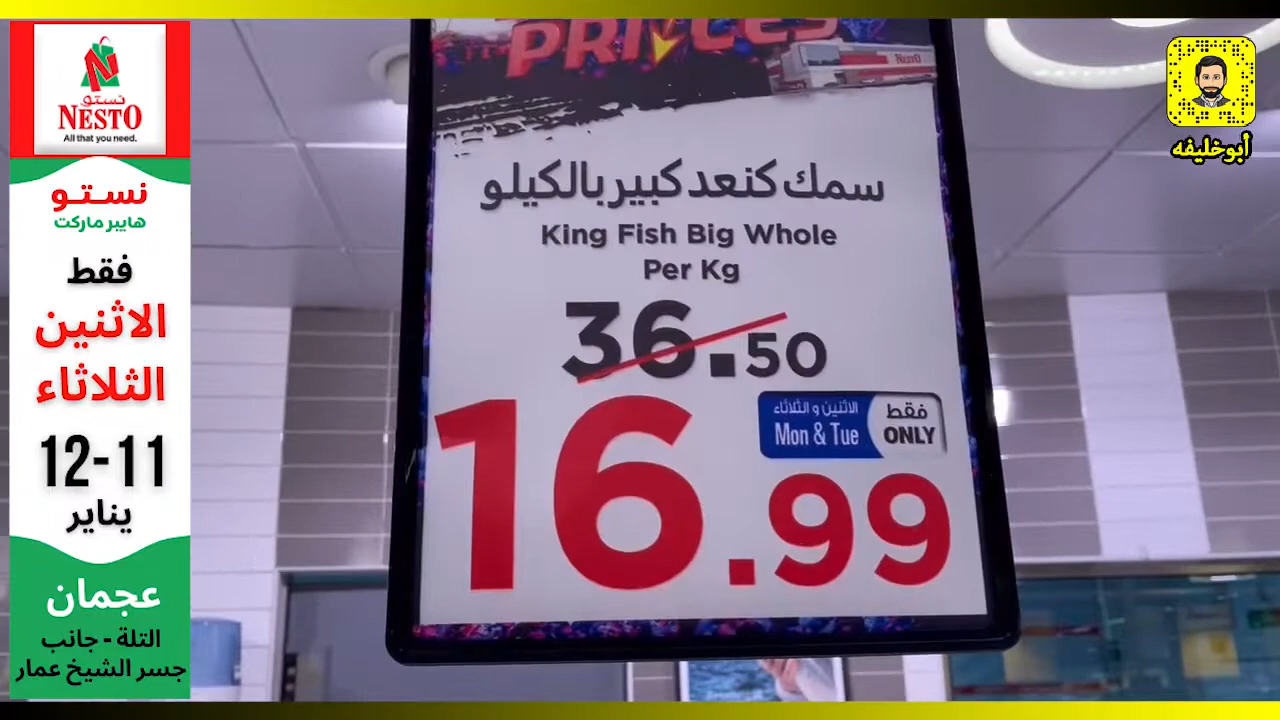 نستو
NESTO
All that you need.
نستو
هايبر ماركت
فقط
الاثنين
الثلاثاء
12-11
يناير
عجمان
التلة - جانب
جسر الشيخ عمار
PRICES
NESTO
سمك كنعد كبير بالكيلو
King Fish Big Whole
Per Kg
36.50
الاثنين و الثلاثاء
Mon & Tue
فقط
ONLY
16.99
أبوخليفه